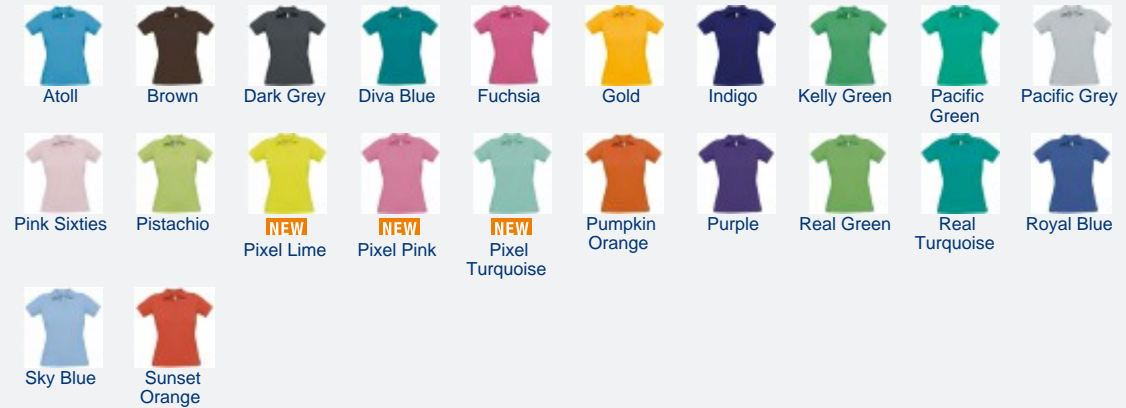 Atoll
Brown
Dark Grey
Diva Blue
Fuchsia
Gold
Indigo
Kelly Green
Pacific
Green
Pacific Grey
Pink Sixties
Pistachio
NEW
Pixel Lime
NEW
Pixel Pink
NEW
Pixel
Turquoise
Pumpkin
Orange
Purple
Real Green
Real
Turquoise
Royal Blue
Sky Blue
Sunset
Orange